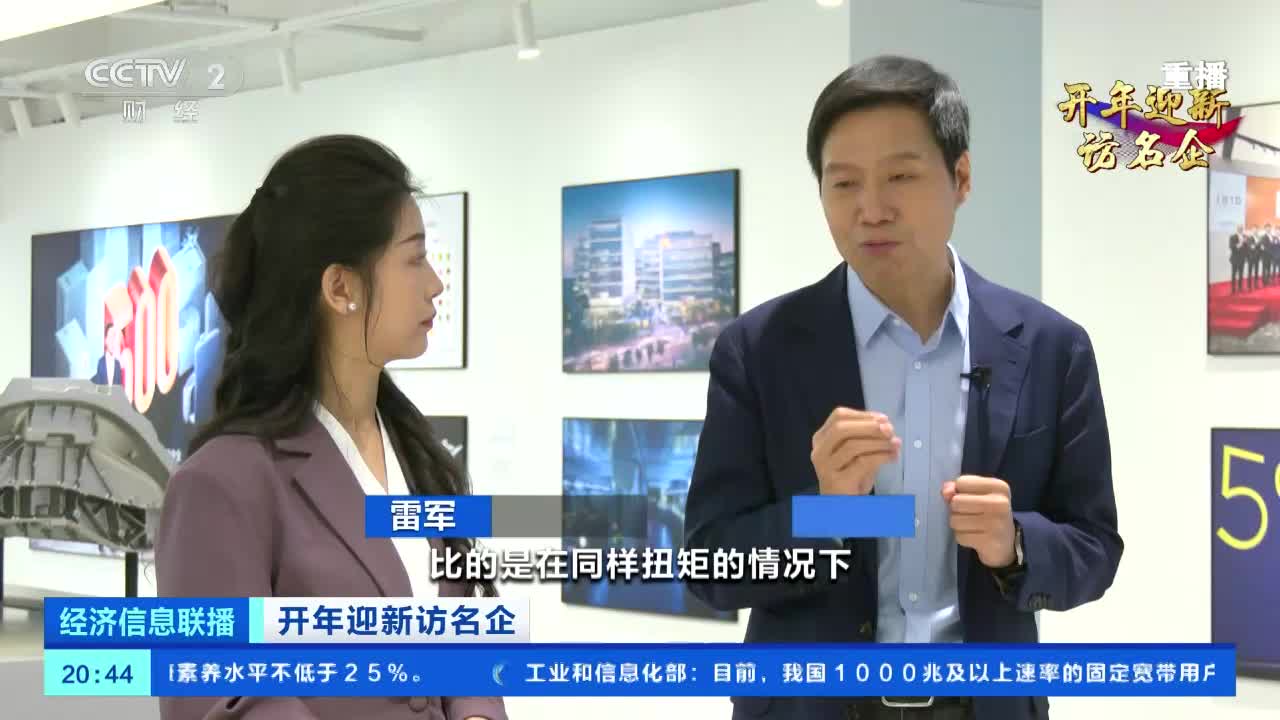 CCTV 2
财经
重播
开年迎新
访名企
500
1810
5G
雷军
比的是在同样扭矩的情况下
经济信息联播
开年迎新访名企
20:44
素养水平不低于25%。
工业和信息化部：目前，我国1000兆及以上速率的固定宽带用户